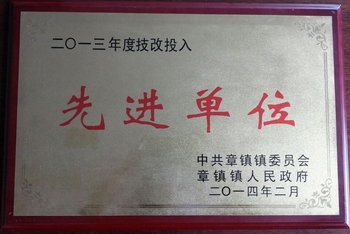 二〇一三年度技改投入
先进单位
中共章镇镇委员会
章镇镇人民政府
二〇一四年二月